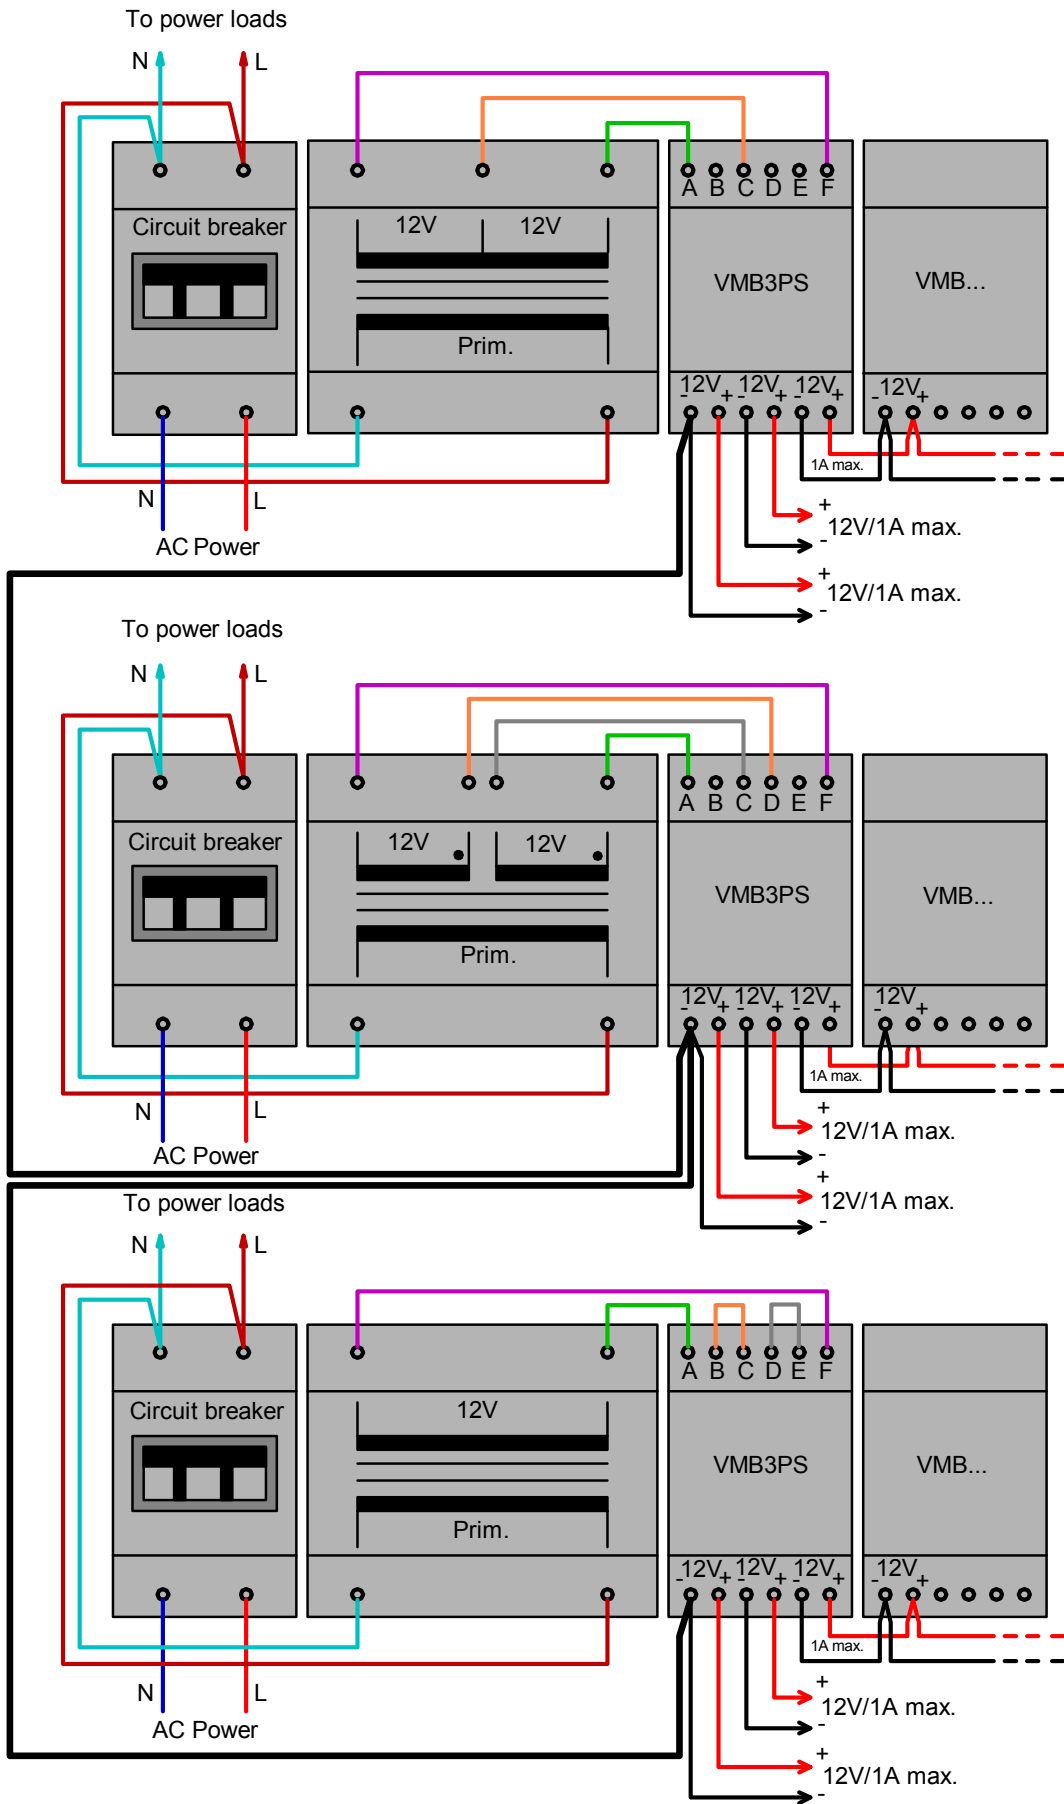 To power loads
N L
A B C D E F
Circuit breaker
12V 12V
VMB3PS
VMB...
Prim.
- 12V + - 12V + - 12V +
- 12V +
1A max.
N L
AC Power
+
12V/1A max.
-
+
12V/1A max.
-
To power loads
N L
A B C D E F
Circuit breaker
12V 12V
VMB3PS
VMB...
Prim.
- 12V + - 12V + - 12V +
- 12V +
1A max.
N L
AC Power
+
12V/1A max.
-
+
12V/1A max.
-
To power loads
N L
A B C D E F
Circuit breaker
12V
VMB3PS
VMB...
Prim.
- 12V + - 12V + - 12V +
- 12V +
1A max.
N L
AC Power
+
12V/1A max.
-
+
12V/1A max.
-